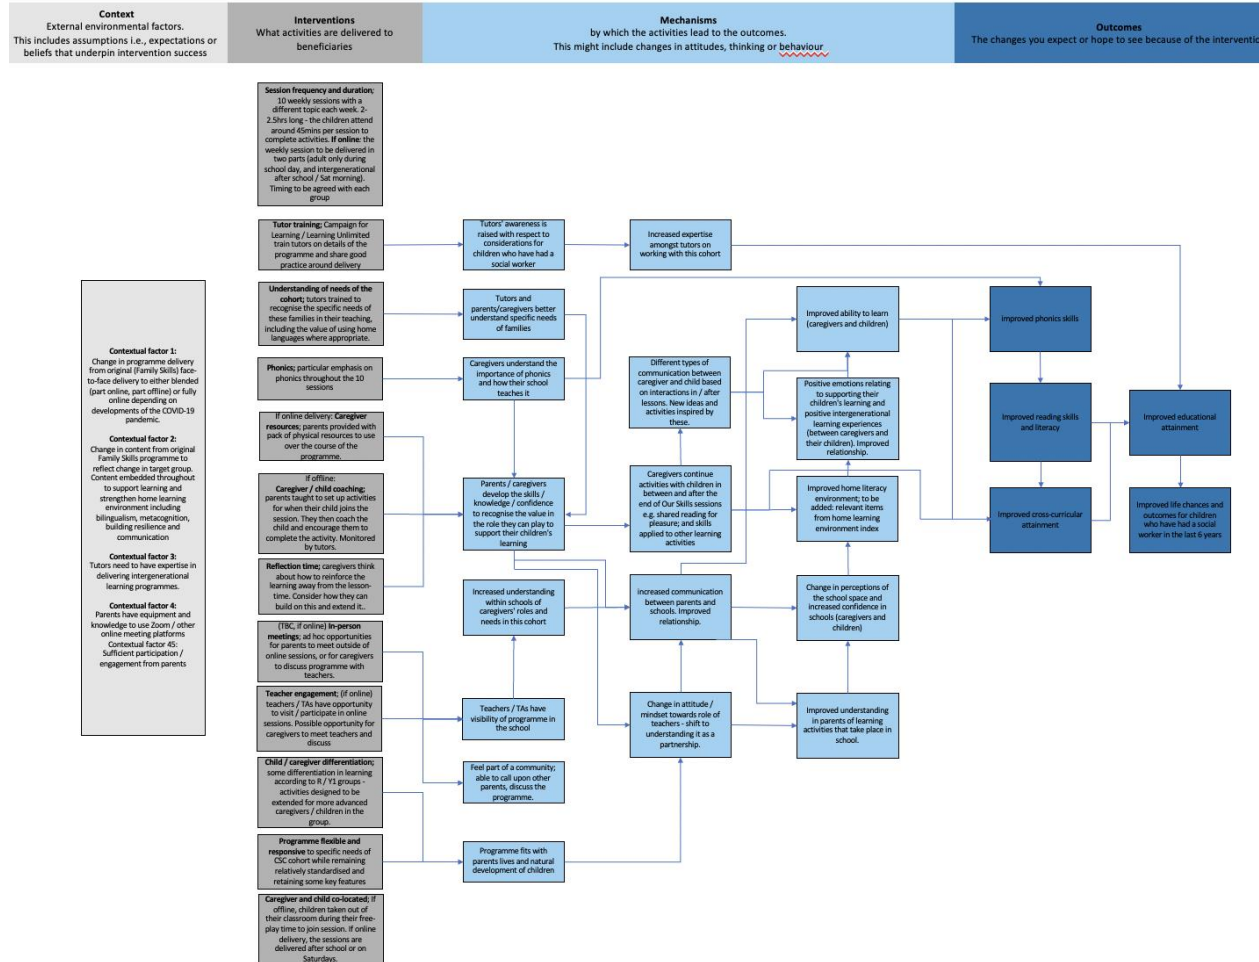 Context
External environmental factors.
This includes assumptions i.e., expectations or
beliefs that underpin intervention success
Interventions
What activities are delivered to
beneficiaries
Mechanisms
by which the activities lead to the outcomes.
This might include changes in attitudes, thinking or behaviour
Outcomes
The changes you expect or hope to see because of the interventio
Contextual factor 1:
Change in programme delivery
from original (Family Skills) face-
to-face delivery to either blended
(part online, part offline) or fully
online depending on
developments of the COVID-19
pandemic.
Contextual factor 2:
Change in content from original
Family Skills programme to
reflect change in target group.
Content embedded throughout
to support learning and
strengthen home learning
environment including
bilingualism, metacognition,
building resilience and
communication
Contextual factor 3:
Tutors need to have expertise in
delivering intergenerational
learning programmes.
Contextual factor 4:
Parents have equipment and
knowledge to use Zoom / other
online meeting platforms
Contextual factor 45:
Sufficient participation /
engagement from parents
Session frequency and duration;
10 weekly sessions with a
different topic each week. 2-
2.5hrs long - the children attend
around 45mins per session to
complete activities. If online: the
weekly session to be delivered in
two parts (adult only during
school day, and intergenerational
after school / Sat morning).
Timing to be agreed with each
group
Tutor training; Campaign for
Learning / Learning Unlimited
train tutors on details of the
programme and share good
practice around delivery
Understanding of needs of the
cohort; tutors trained to
recognise the specific needs of
these families in their teaching,
including the value of using home
languages where appropriate.
Phonics; particular emphasis on
phonics throughout the 10
sessions
If online delivery: Caregiver
resources; parents provided with
pack of physical resources to use
over the course of the
programme.
If offline:
Caregiver / child coaching;
parents taught to set up activities
for when their child joins the
session. They then coach the
child and encourage them to
complete the activity. Monitored
by tutors.
Reflection time; caregivers think
about how to reinforce the
learning away from the lesson-
time. Consider how they can
build on this and extend it..
(TBC, if online) In-person
meetings; ad hoc opportunities
for parents to meet outside of
online sessions, or for caregivers
to discuss programme with
teachers.
Teacher engagement; (if online)
teachers / TAs have opportunity
to visit / participate in online
sessions. Possible opportunity for
caregivers to meet teachers and
discuss
Child / caregiver differentiation;
some differentiation in learning
according to R / Y1 groups -
activities designed to be
extended for more advanced
caregivers / children in the
group.
Programme flexible and
responsive to specific needs of
CSC cohort while remaining
relatively standardised and
retaining some key features
Caregiver and child co-located; If
offline, children taken out of
their classroom during their free-
play time to join session. If online
delivery, the sessions are
delivered after school or on
Saturdays.
Tutors' awareness is
raised with respect to
considerations for
children who have had a
social worker
Tutors and
parents/caregivers better
understand specific needs
of families
Caregivers understand the
importance of phonics
and how their school
teaches it
Parents / caregivers
develop the skills /
knowledge / confidence
to recognise the value in
the role they can play to
support their children's
learning
Increased understanding
within schools of
caregivers' roles and
needs in this cohort
Teachers / TAs have
visibility of programme in
the school
Feel part of a community;
able to call upon other
parents, discuss the
programme.
Programme fits with
parents lives and natural
development of children
Increased expertise
amongst tutors on
working with this cohort
Different types of
communication between
caregiver and child based
on interactions in / after
lessons. New ideas and
activities inspired by
these.
Caregivers continue
activities with children in
between and after the
end of Our Skills sessions
e.g. shared reading for
pleasure; and skills
applied to other learning
activities
increased communication
between parents and
schools. Improved
relationship.
Change in attitude /
mindset towards role of
teachers - shift to
understanding it as a
partnership.
Improved ability to learn
(caregivers and children)
Positive emotions relating
to supporting their
children's learning and
positive intergenerational
learning experiences
(between caregivers and
their children). Improved
relationship.
Improved home literacy
environment; to be
added: relevant items
from home learning
environment index
Change in perceptions of
the school space and
increased confidence in
schools (caregivers and
children)
Improved understanding
in parents of learning
activities that take place in
school.
improved phonics skills
Improved reading skills
and literacy
Improved cross-curricular
attainment
Improved educational
attainment
Improved life chances and
outcomes for children
who have had a social
worker in the last 6 years